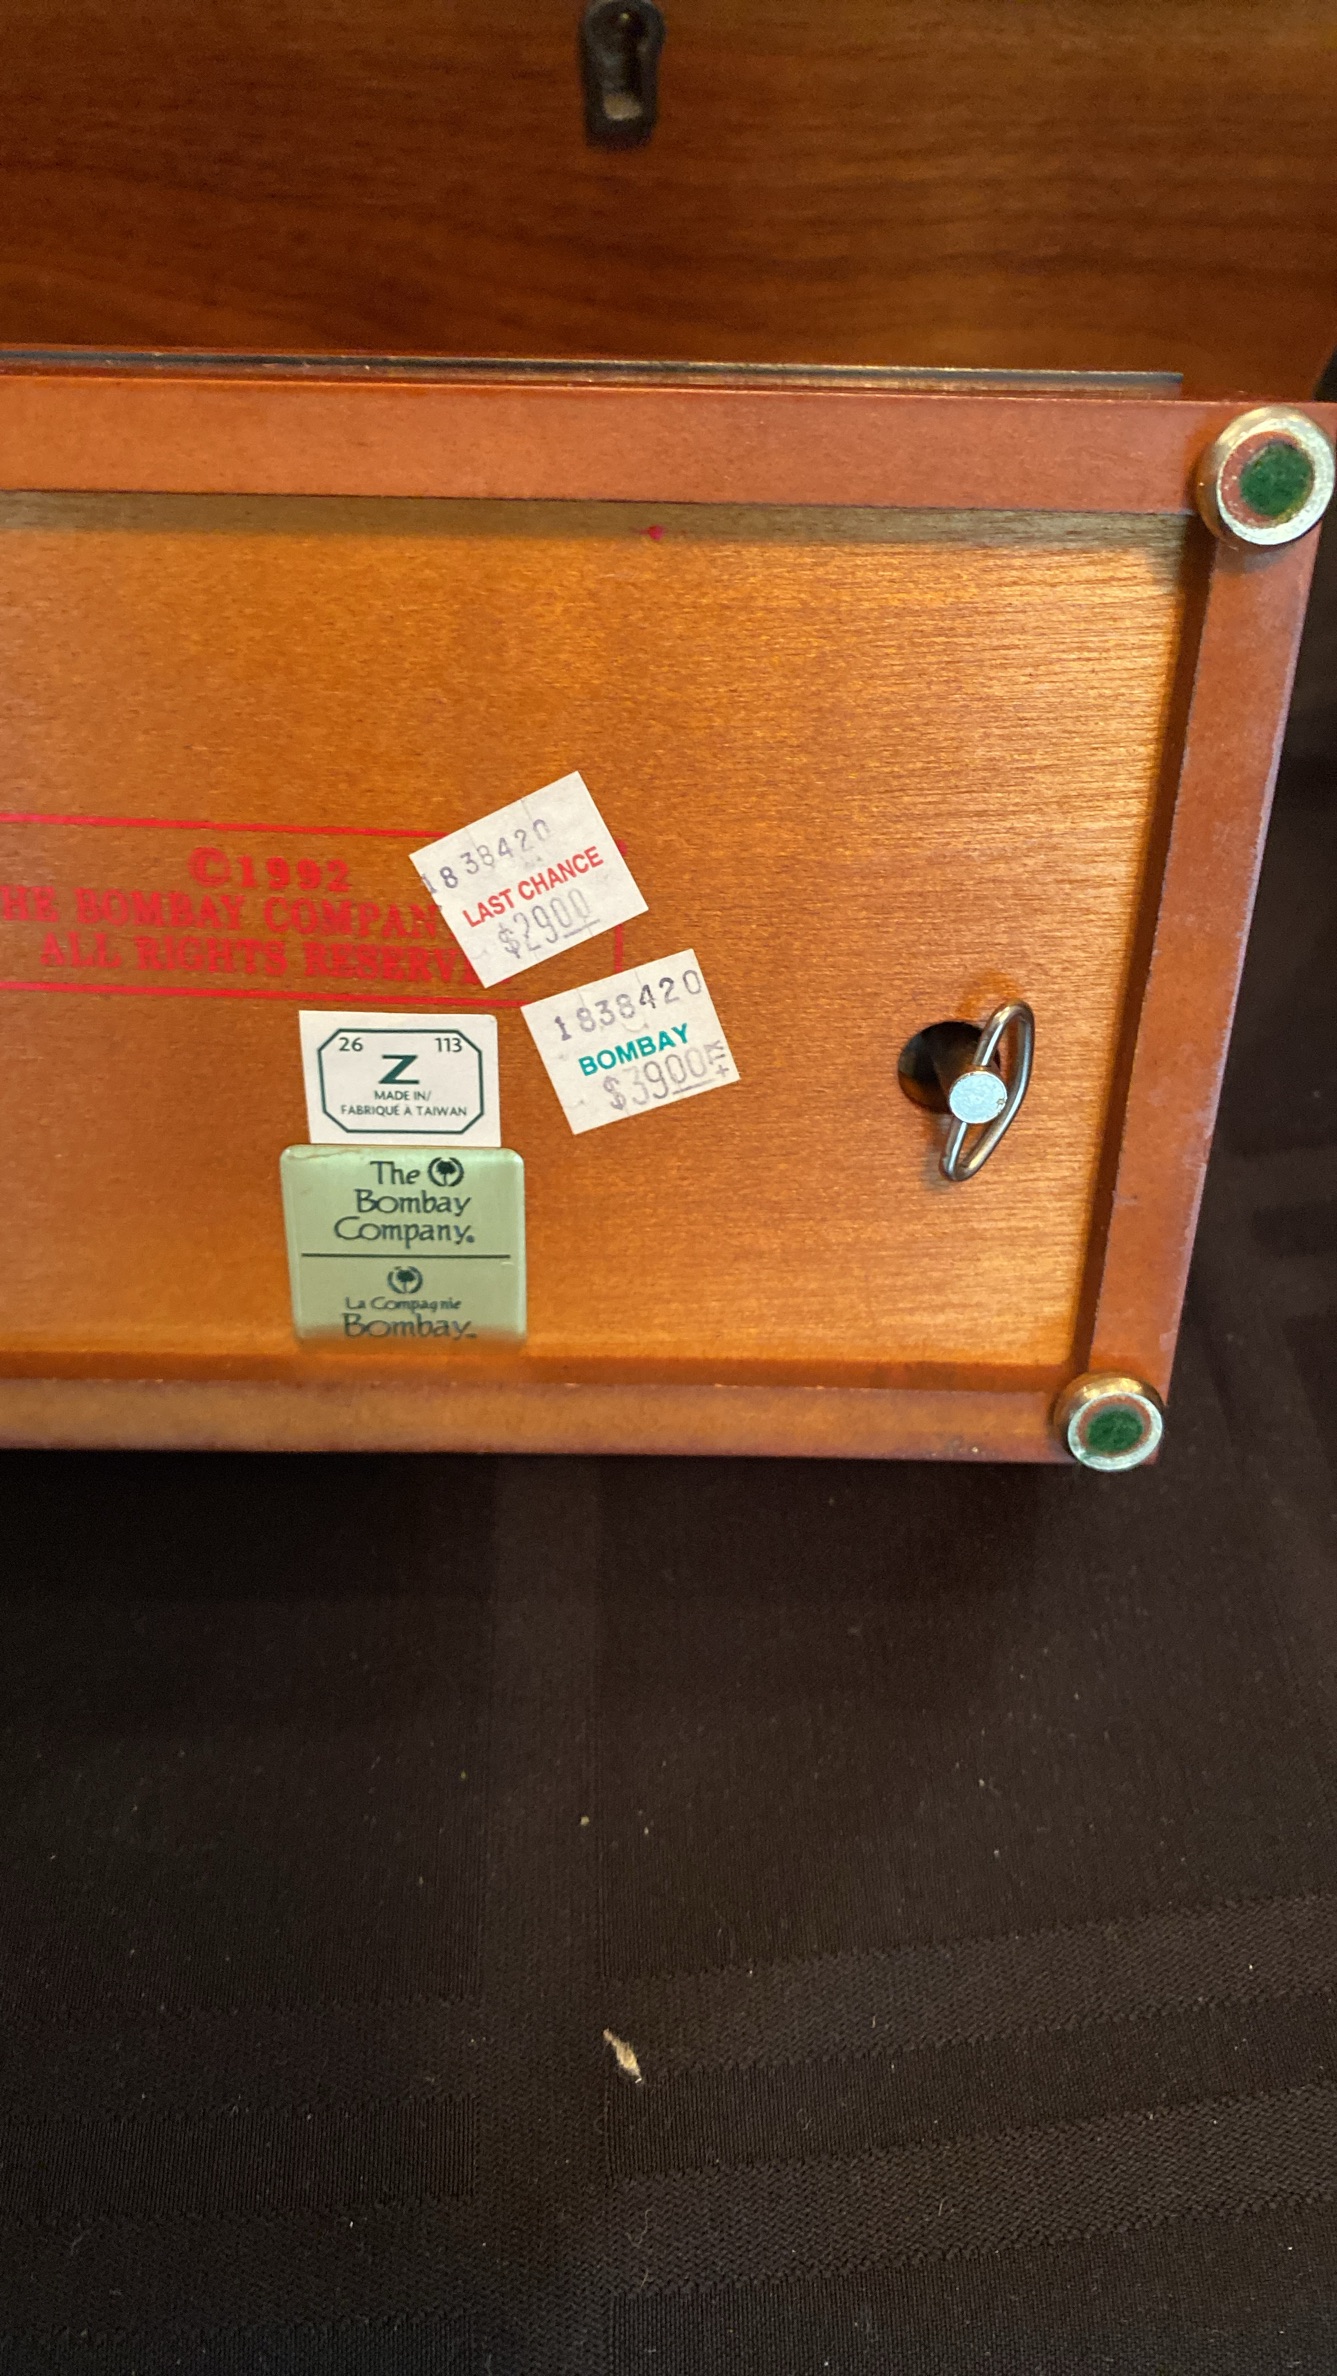 ©1992
HE BOMBAY COMPAN
ALL RIGHTS RESERV
1838420
LAST CHANCE
$2900
1838420
BOMBAY
$3900
26 113
Z
MADE IN/
FABRIQUÉ À TAIWAN
The
Bombay
Company®
La Compagnie
Bombay™